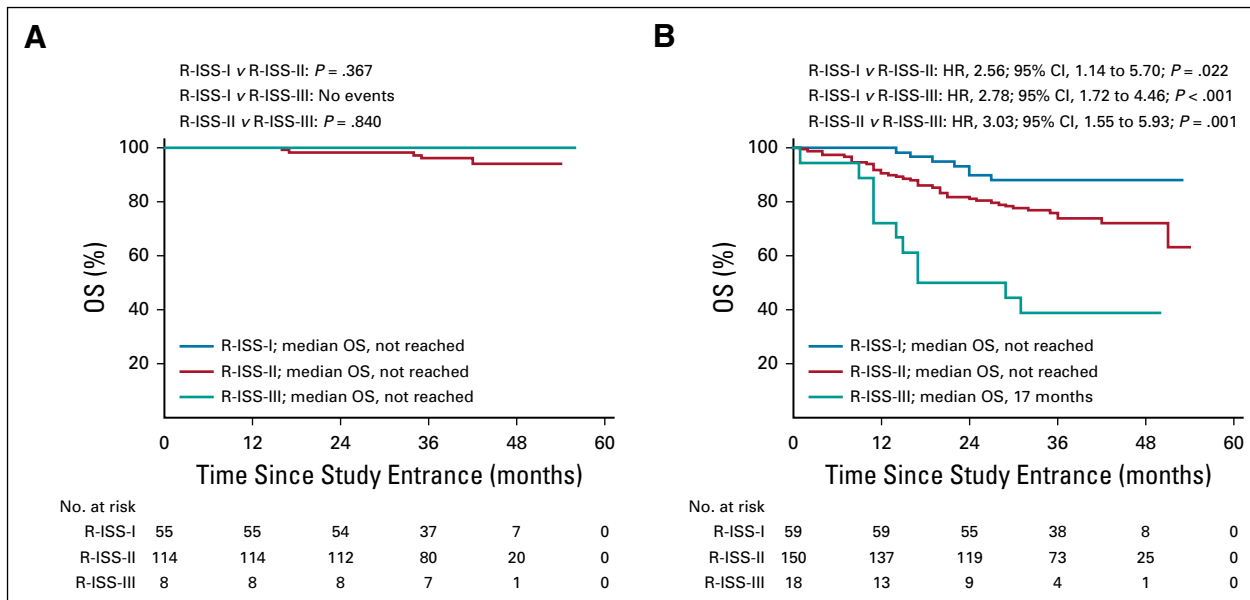 A
R-ISS-I v R-ISS-II: P = .367
R-ISS-I v R-ISS-III: No events
R-ISS-II v R-ISS-III: P = .840
100
80
60
40
20
OS (%)
R-ISS-I; median OS, not reached
R-ISS-II; median OS, not reached
R-ISS-III; median OS, not reached
0 12 24 36 48 60
Time Since Study Entrance (months)
No. at risk
R-ISS-I 55 55 54 37 7 0
R-ISS-II 114 114 112 80 20 0
R-ISS-III 8 8 8 7 1 0
B
R-ISS-I v R-ISS-II: HR, 2.56; 95% CI, 1.14 to 5.70; P = .022
R-ISS-I v R-ISS-III: HR, 2.78; 95% CI, 1.72 to 4.46; P < .001
R-ISS-II v R-ISS-III: HR, 3.03; 95% CI, 1.55 to 5.93; P = .001
100
80
60
40
20
OS (%)
R-ISS-I; median OS, not reached
R-ISS-II; median OS, not reached
R-ISS-III; median OS, 17 months
0 12 24 36 48 60
Time Since Study Entrance (months)
No. at risk
R-ISS-I 59 59 55 38 8 0
R-ISS-II 150 137 119 73 25 0
R-ISS-III 18 13 9 4 1 0